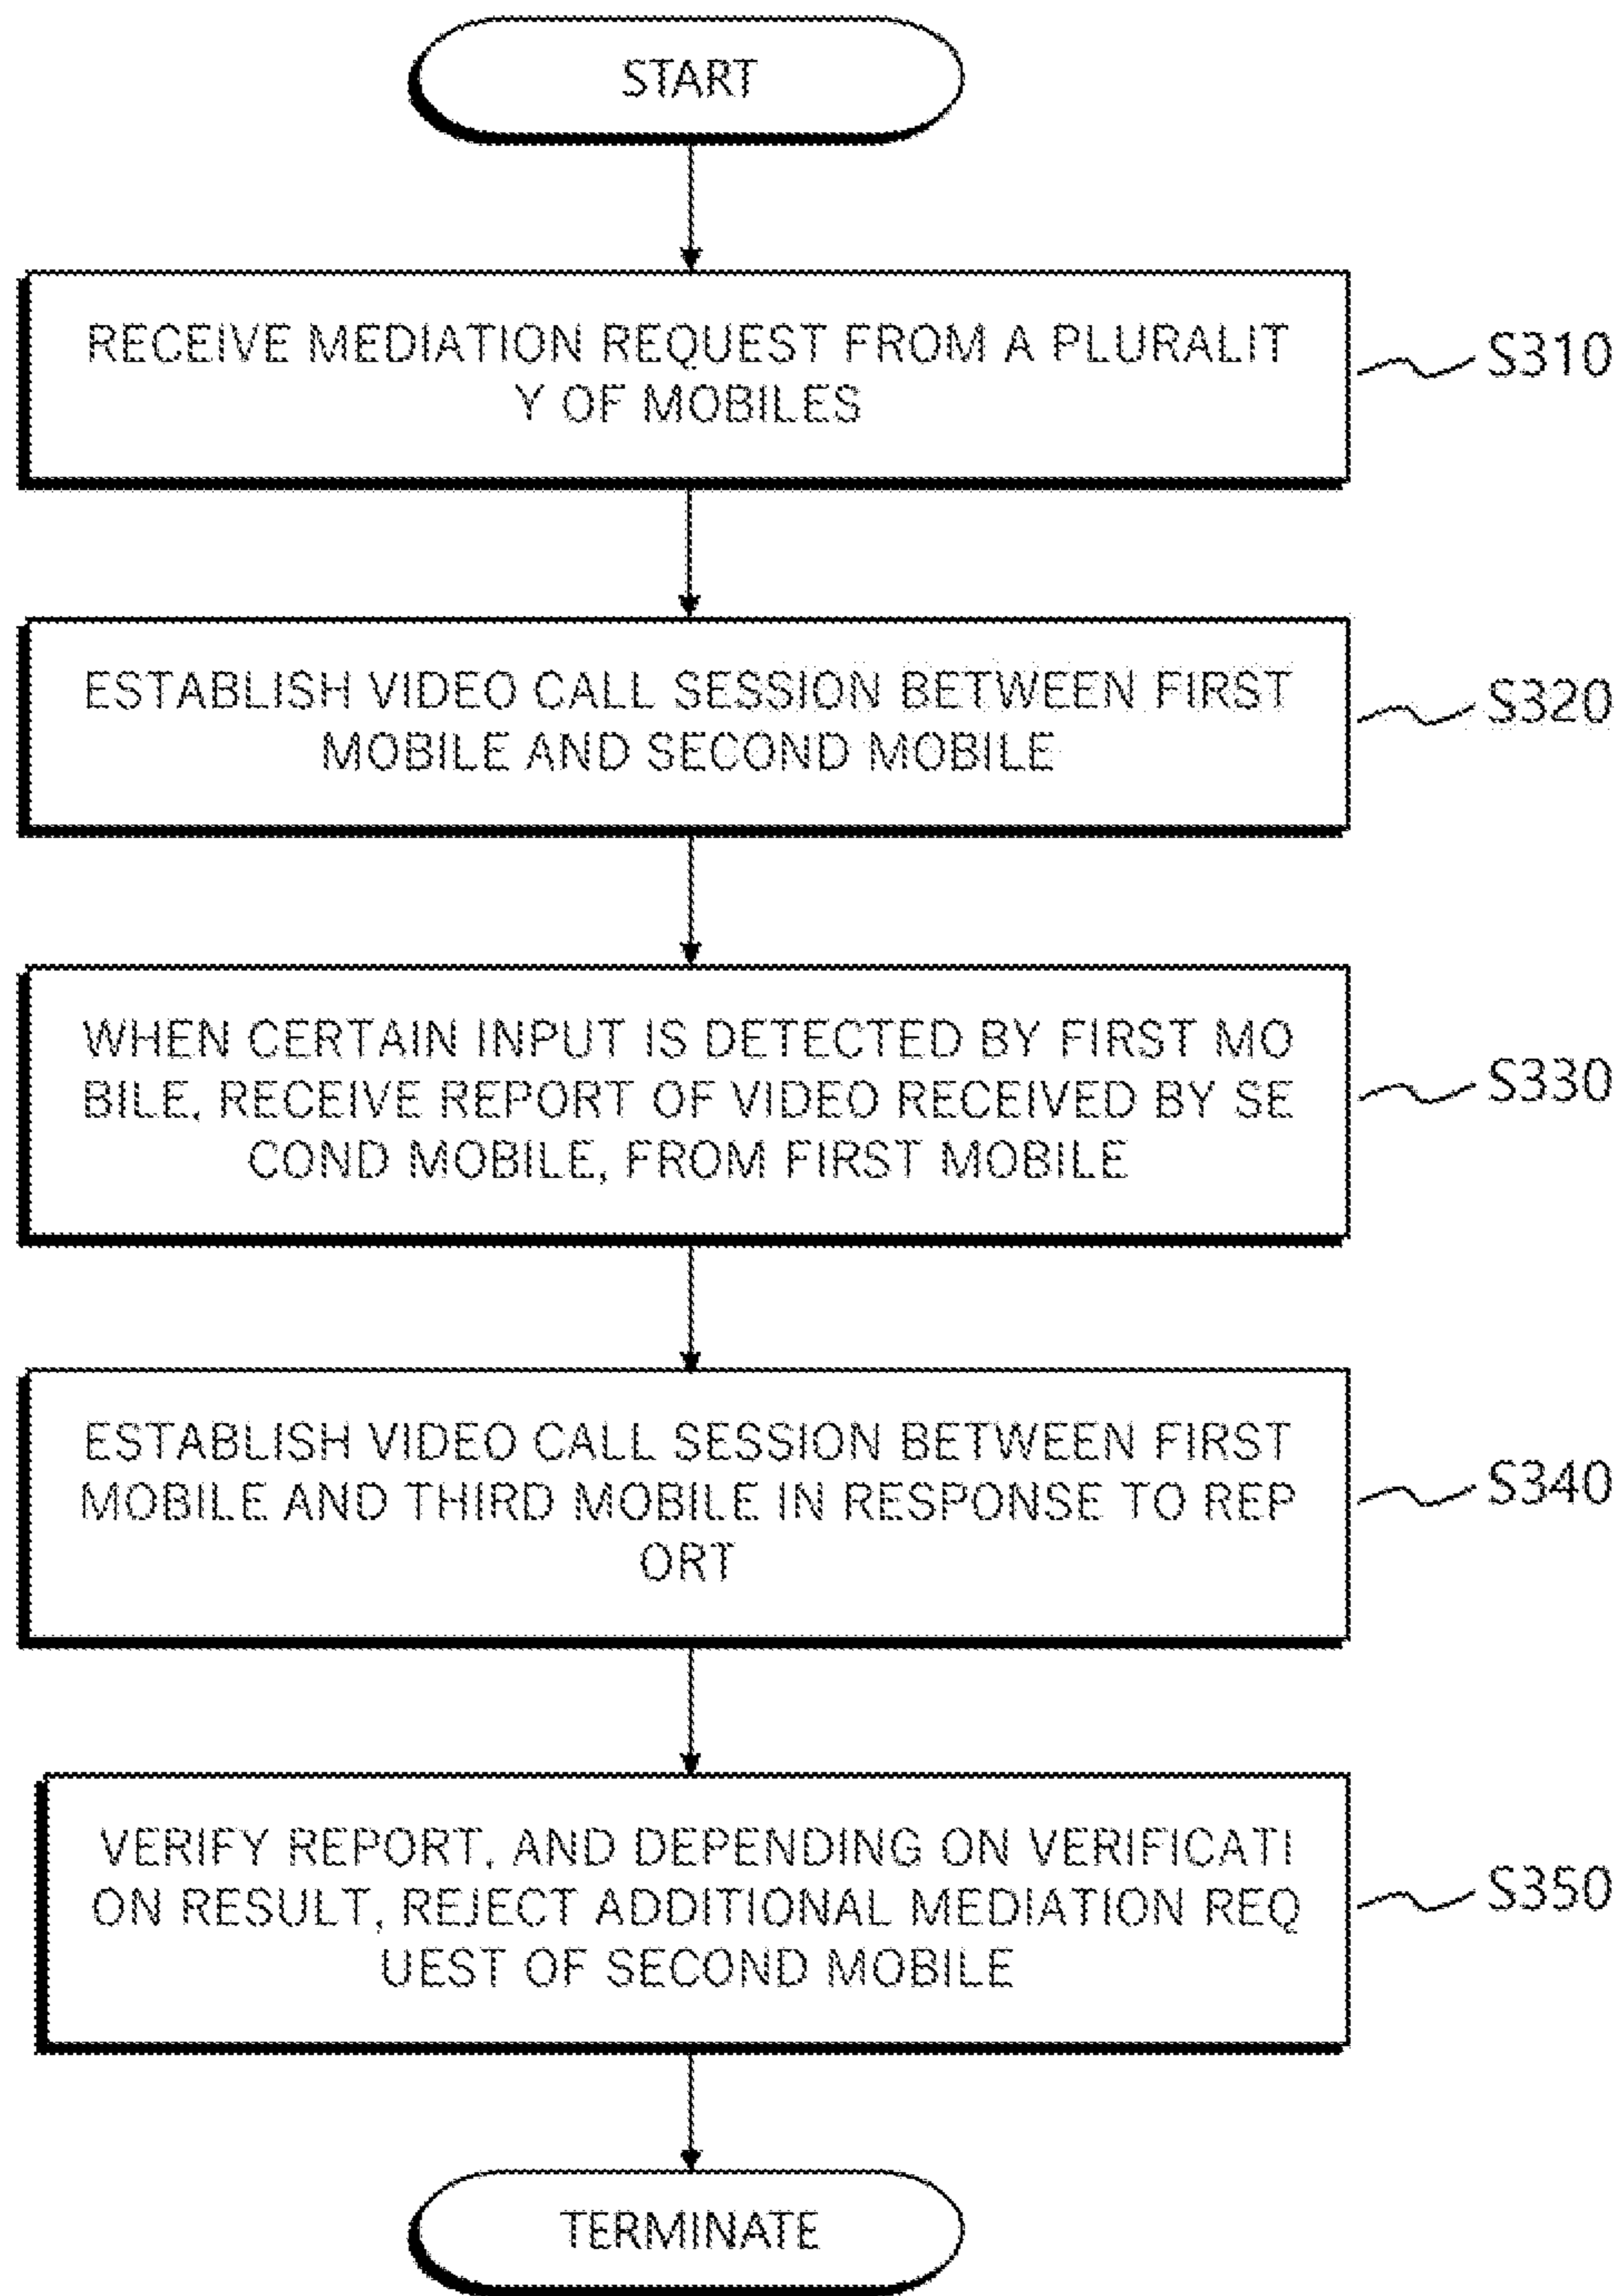 START
RECEIVE MEDIATION REQUEST FROM A PLURALIT
Y OF MOBILES
S310
ESTABLISH VIDEO CALL SESSION BETWEEN FIRST
MOBILE AND SECOND MOBILE
S320
WHEN CERTAIN INPUT IS DETECTED BY FIRST MO
BILE, RECEIVE REPORT OF VIDEO RECEIVED BY SE
COND MOBILE, FROM FIRST MOBILE
S330
ESTABLISH VIDEO CALL SESSION BETWEEN FIRST
MOBILE AND THIRD MOBILE IN RESPONSE TO REP
ORT
S340
VERIFY REPORT, AND DEPENDING ON VERIFICATI
ON RESULT, REJECT ADDITIONAL MEDIATION REQ
UEST OF SECOND MOBILE
S350
TERMINATE